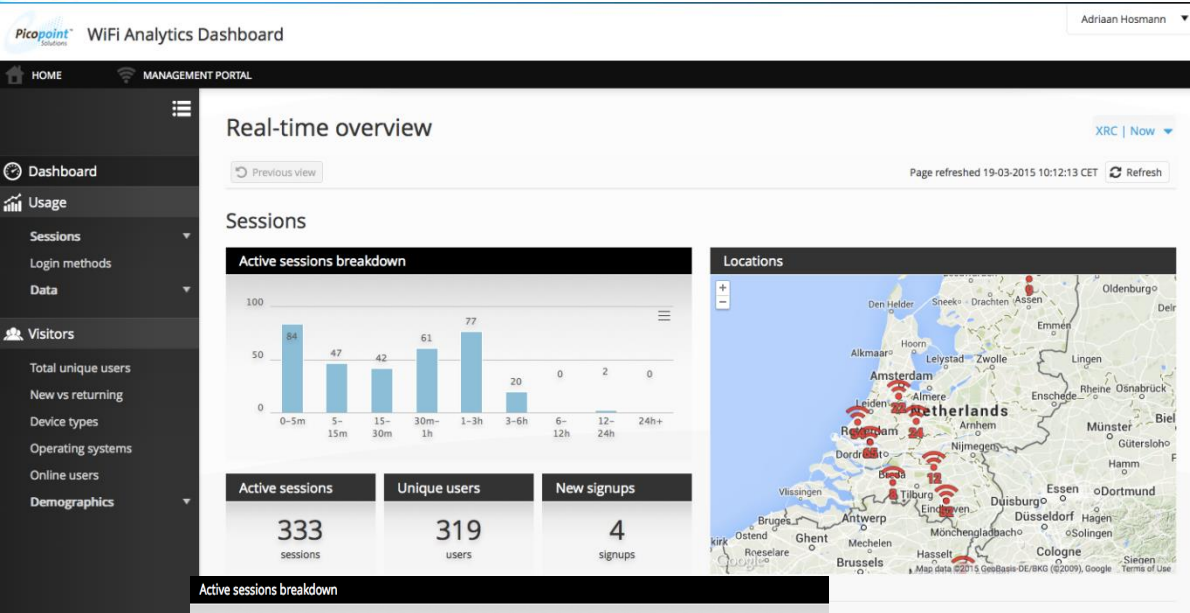 Adriaan Hosmann
Picopoint Solutions
WiFi Analytics Dashboard
HOME
MANAGEMENT PORTAL
Real-time overview
XRC | Now
Dashboard
Previous view
Page refreshed 19-03-2015 10:12:13 CET
Refresh
Usage
Sessions
Login methods
Data
Visitors
Total unique users
New vs returning
Device types
Operating systems
Online users
Demographics
Sessions
Active sessions breakdown
100
50
0
84
47
42
61
77
20
0
2
0
0-5m
5-15m
15-30m
30m-1h
1-3h
3-6h
6-12h
12-24h
24h+
Active sessions
333
sessions
Unique users
319
users
New signups
4
signups
Locations
+
-
Oldenburg
Den Helder
Sneek
Drachten
Assen
Emmen
Hoorn
Alkmaar
Lelystad
Zwolle
Lingen
Amsterdam
Almere
Leiden
Netherlands
Enschede
Rheine
Osnabrück
24
Arnhem
Münster
Biel
Gütersloh
Nijmegen
Hamm
Breda
12
Vlissingen
Tilburg
Eindhoven
Duisburg
Essen
Dortmund
Bruges
Antwerp
Düsseldorf
Hagen
Mönchengladbach
Solingen
kirk
Ostend
Ghent
Mechelen
Roeselare
Hasselt
Cologne
Siegen
Brussels
Google
Map data ©2015 GeoBasis-DE/BKG (©2009), Google
Terms of Use
Active sessions breakdown